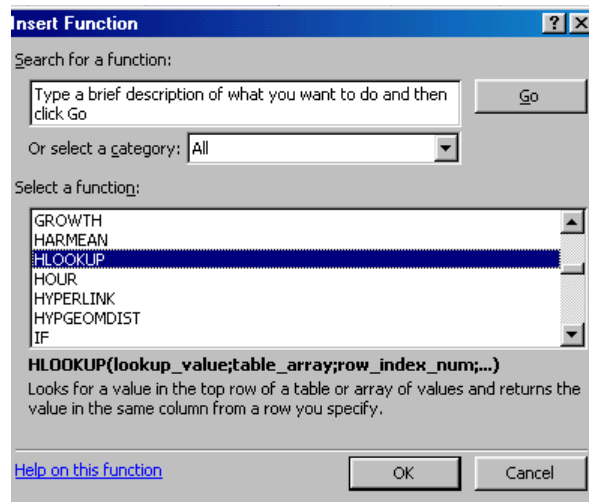 Insert Function
Search for a function:
Type a brief description of what you want to do and then
click Go
Go
Or select a category: All
Select a function:
GROWTH
HARMEAN
HLOOKUP
HOUR
HYPERLINK
HYPGEOMDIST
IF
HLOOKUP(lookup_value;table_array;row_index_num;...)
Looks for a value in the top row of a table or array of values and returns the
value in the same column from a row you specify.
Help on this function
OK
Cancel